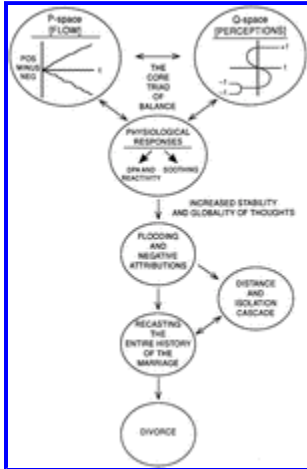 P-space
[FLOW]
POS
MINUS
NEG
t
Q-space
[PERCEPTIONS]
+1
t
-1
-1
THE
CORE
TRIAD
OF
BALANCE
PHYSIOLOGICAL
RESPONSES
DPA AND
REACTIVITY
SOOTHING
INCREASED STABILITY
AND GLOBALITY OF THOUGHTS
FLOODING
AND
NEGATIVE
ATTRIBUTIONS
DISTANCE
AND
ISOLATION
CASCADE
RECASTING
THE
ENTIRE HISTORY
OF THE
MARRIAGE
DIVORCE